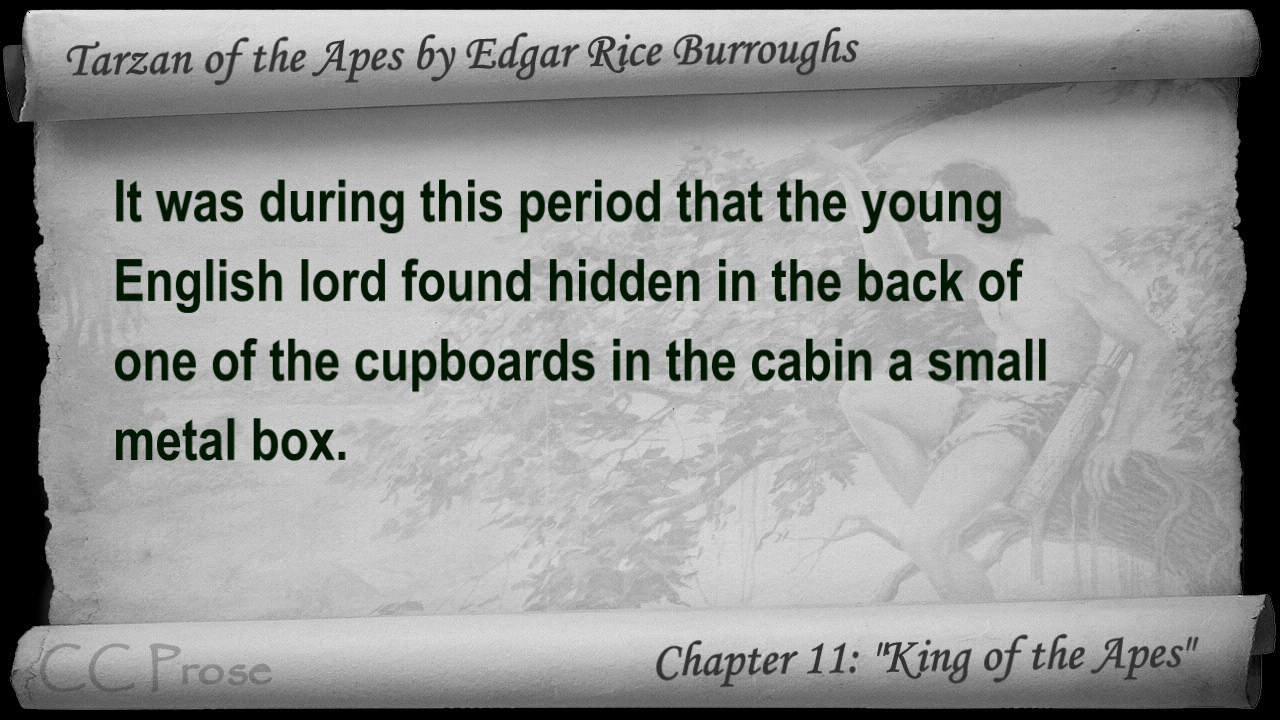 Tarzan of the Apes by Edgar Rice Burroughs
It was during this period that the young
English lord found hidden in the back of
one of the cupboards in the cabin a small
metal box.
CC Prose
Chapter 11: "King of the Apes"